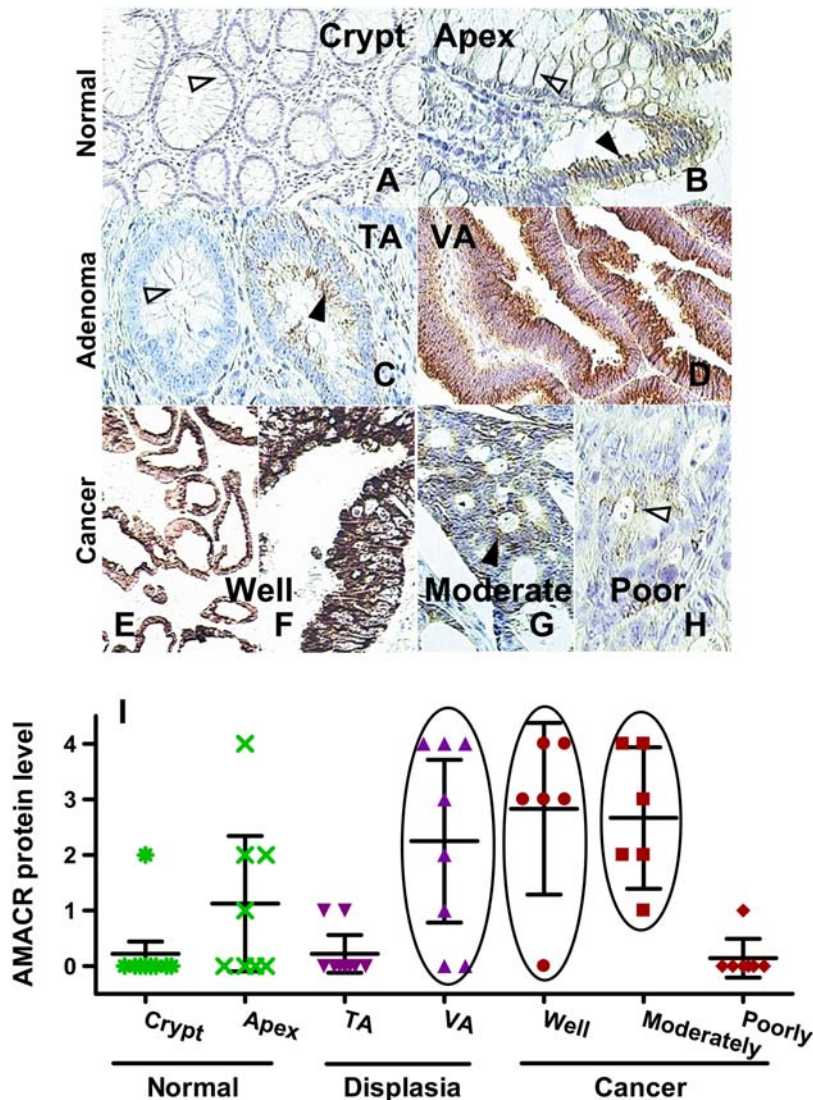 Crypt Apex
Normal
A B
TA VA
Adenoma
C D
Cancer
Well Moderate Poor
E F G H
I
AMACR protein level
4
3
2
1
0
Crypt Apex TA VA Well Moderately Poorly
Normal Displasia Cancer